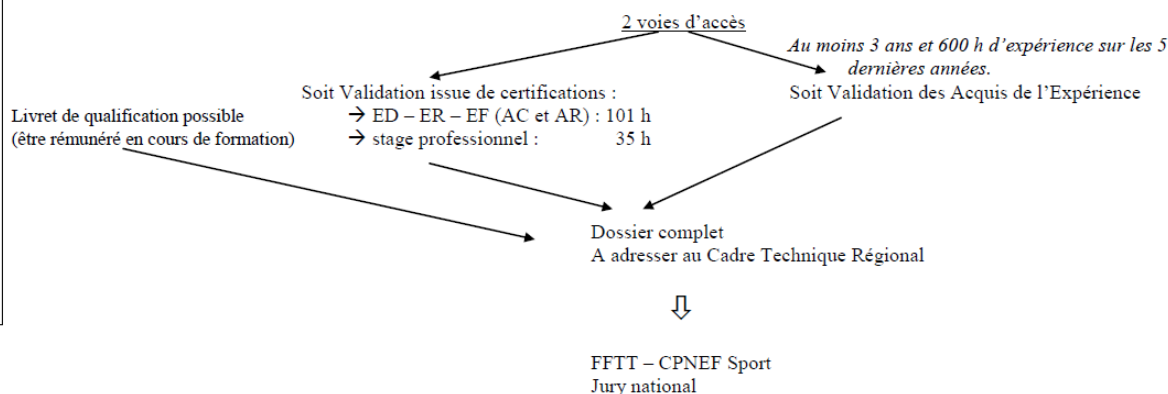 2 voies d’accès
Au moins 3 ans et 600 h d’expérience sur les 5
dernières années.
Soit Validation issue de certifications :
Soit Validation des Acquis de l’Expérience
Livret de qualification possible
→ ED – ER – EF (AC et AR) : 101 h
(être rémunéré en cours de formation)
→ stage professionnel : 35 h
Dossier complet
A adresser au Cadre Technique Régional
FFTT – CPNEF Sport
Jury national